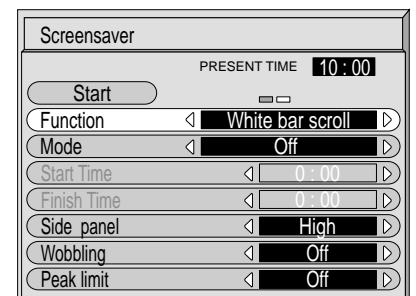 Screensaver
PRESENT TIME 10 : 00
Start
Function White bar scroll
Mode Off
Start Time 0 : 00
Finish Time 0 : 00
Side panel High
Wobbling Off
Peak limit Off